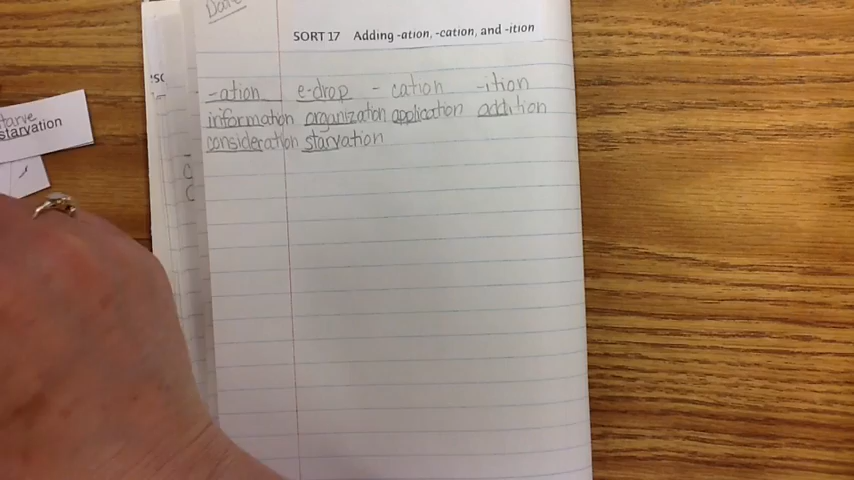 Date
SORT 17 Adding -ation, -cation, and -ition
-ation e-drop -cation -ition
information organization application addition
consideration starvation
starve
starvation